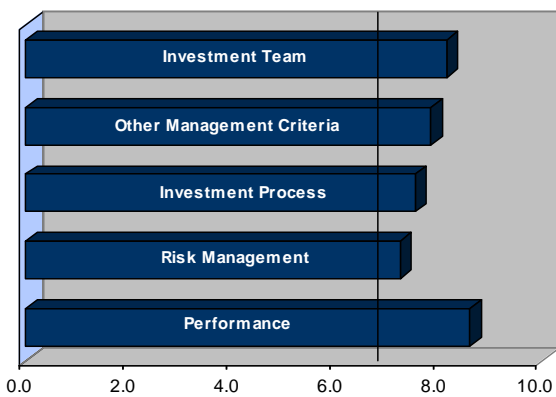 Investment Team
Other Management Criteria
Investment Process
Risk Management
Performance
0.0 2.0 4.0 6.0 8.0 10.0